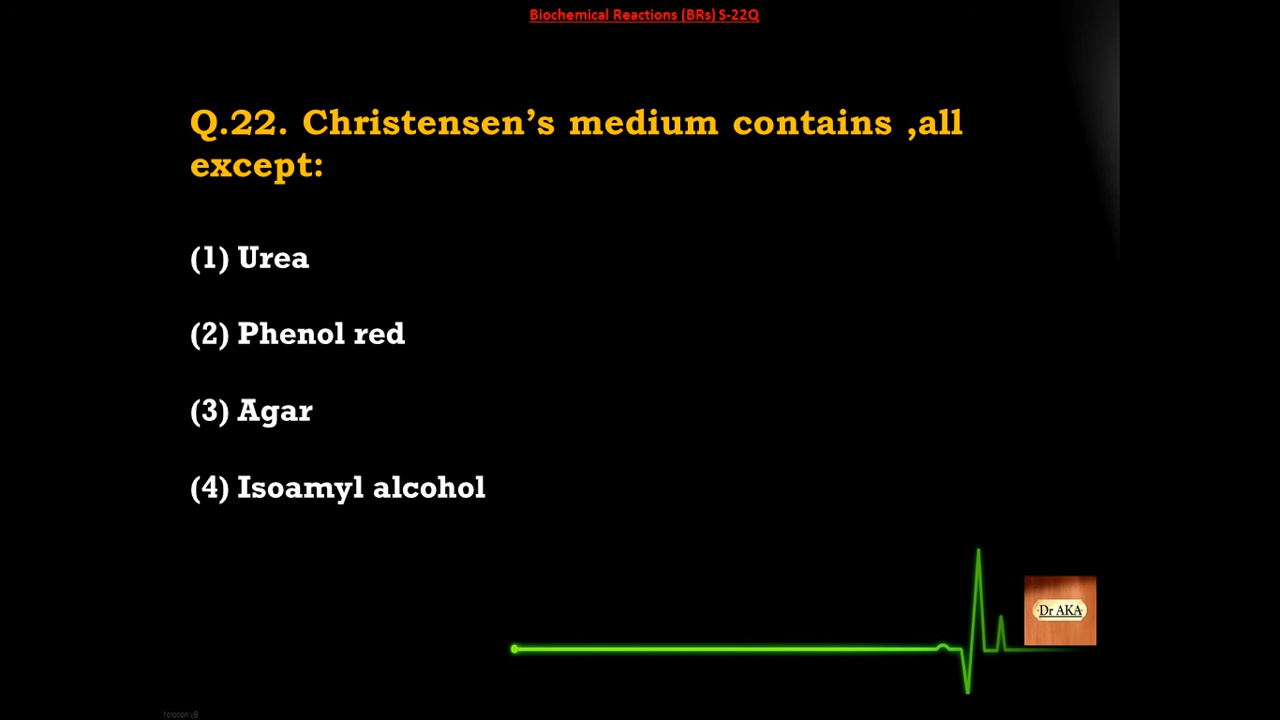 Biochemical Reactions (BRs) S-22Q
Q.22. Christensen's medium contains ,all
except:
(1) Urea
(2) Phenol red
(3) Agar
(4) Isoamyl alcohol
Dr AKA